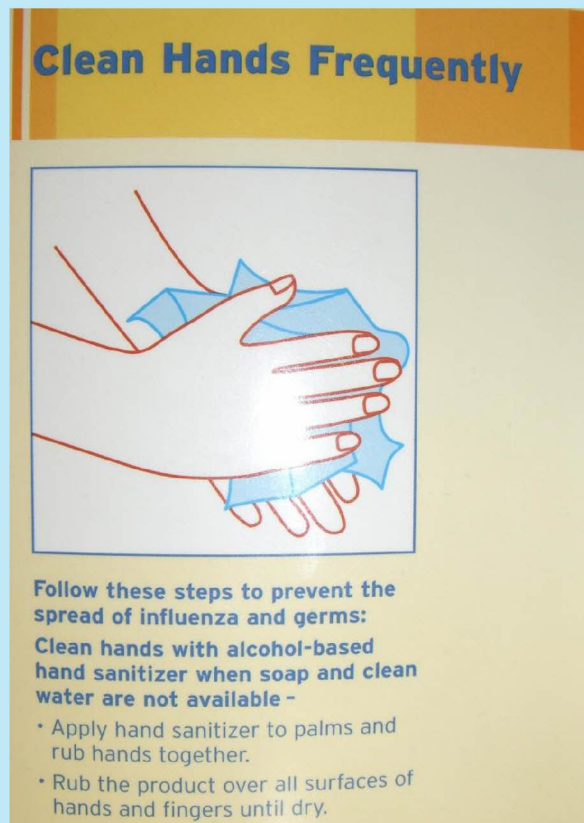 Clean Hands Frequently
Follow these steps to prevent the
spread of influenza and germs:
Clean hands with alcohol-based
hand sanitizer when soap and clean
water are not available –
• Apply hand sanitizer to palms and
rub hands together.
• Rub the product over all surfaces of
hands and fingers until dry.